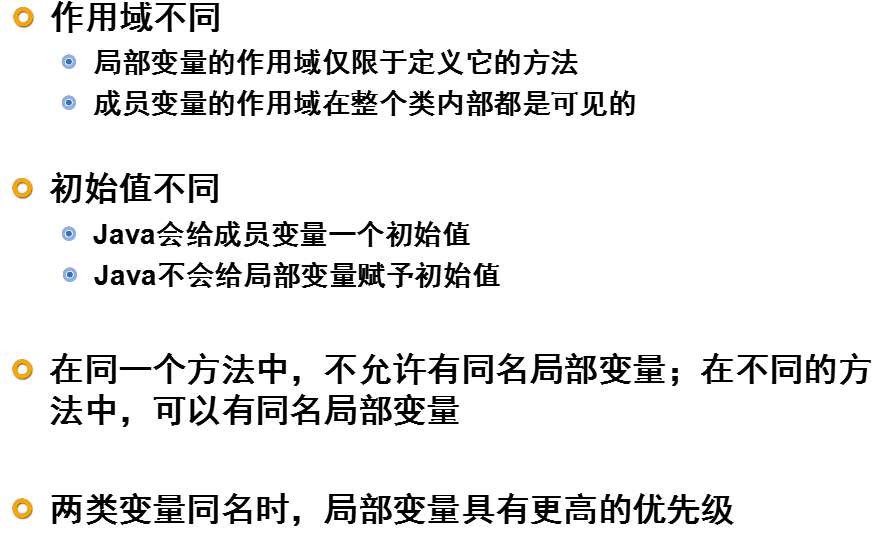 作用域不同
局部变量的作用域仅限于定义它的方法
成员变量的作用域在整个类内部都是可见的
初始值不同
Java会给成员变量一个初始值
Java不会给局部变量赋予初始值
在同一个方法中，不允许有同名局部变量；在不同的方
法中，可以有同名局部变量
两类变量同名时，局部变量具有更高的优先级